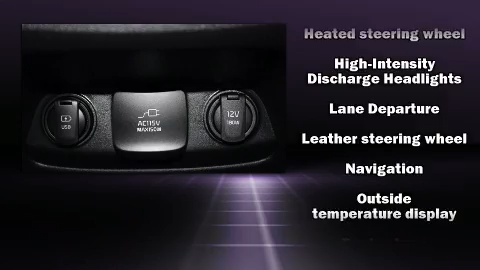 Heated steering wheel
High-Intensity
Discharge Headlights
Lane Departure
Leather steering wheel
Navigation
Outside
temperature display
USB
AC115V
MAX150W
12V
180W